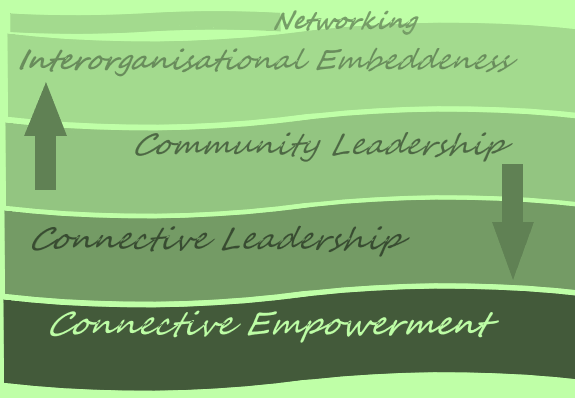 Networking
Interorganisational Embeddeness
Community Leadership
Connective Leadership
Connective Empowerment